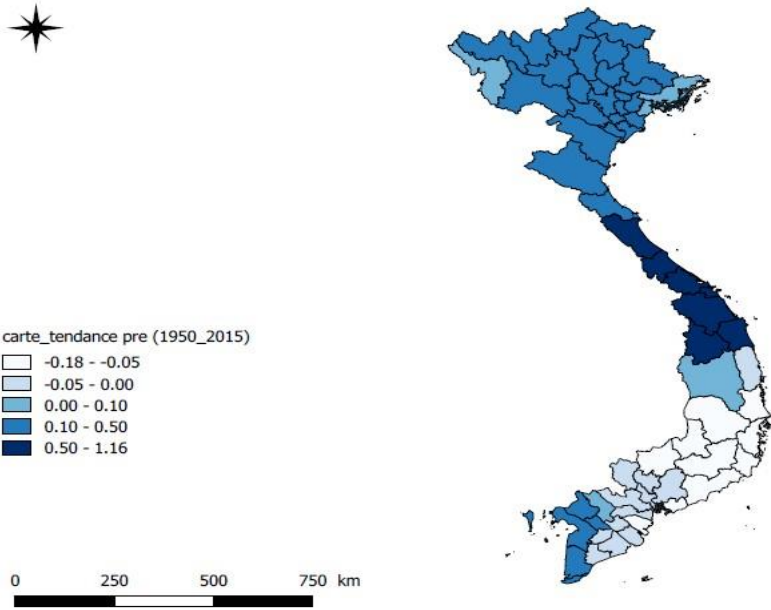 carte_tendance pre (1950_2015)
-0.18 - -0.05
-0.05 - 0.00
0.00 - 0.10
0.10 - 0.50
0.50 - 1.16
0 250 500 750 km